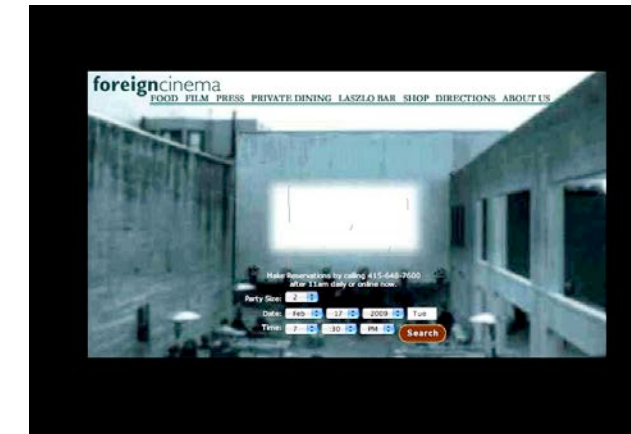 foreigncinema
FOOD FILM PRESS PRIVATE DINING LASZLO BAR SHOP DIRECTIONS ABOUT US
Make Reservations by calling 415-648-7600
after 11am daily or online now.
Party Size: 2
Date: Feb 17 2009 Tue
Time: 7 :30 PM Search